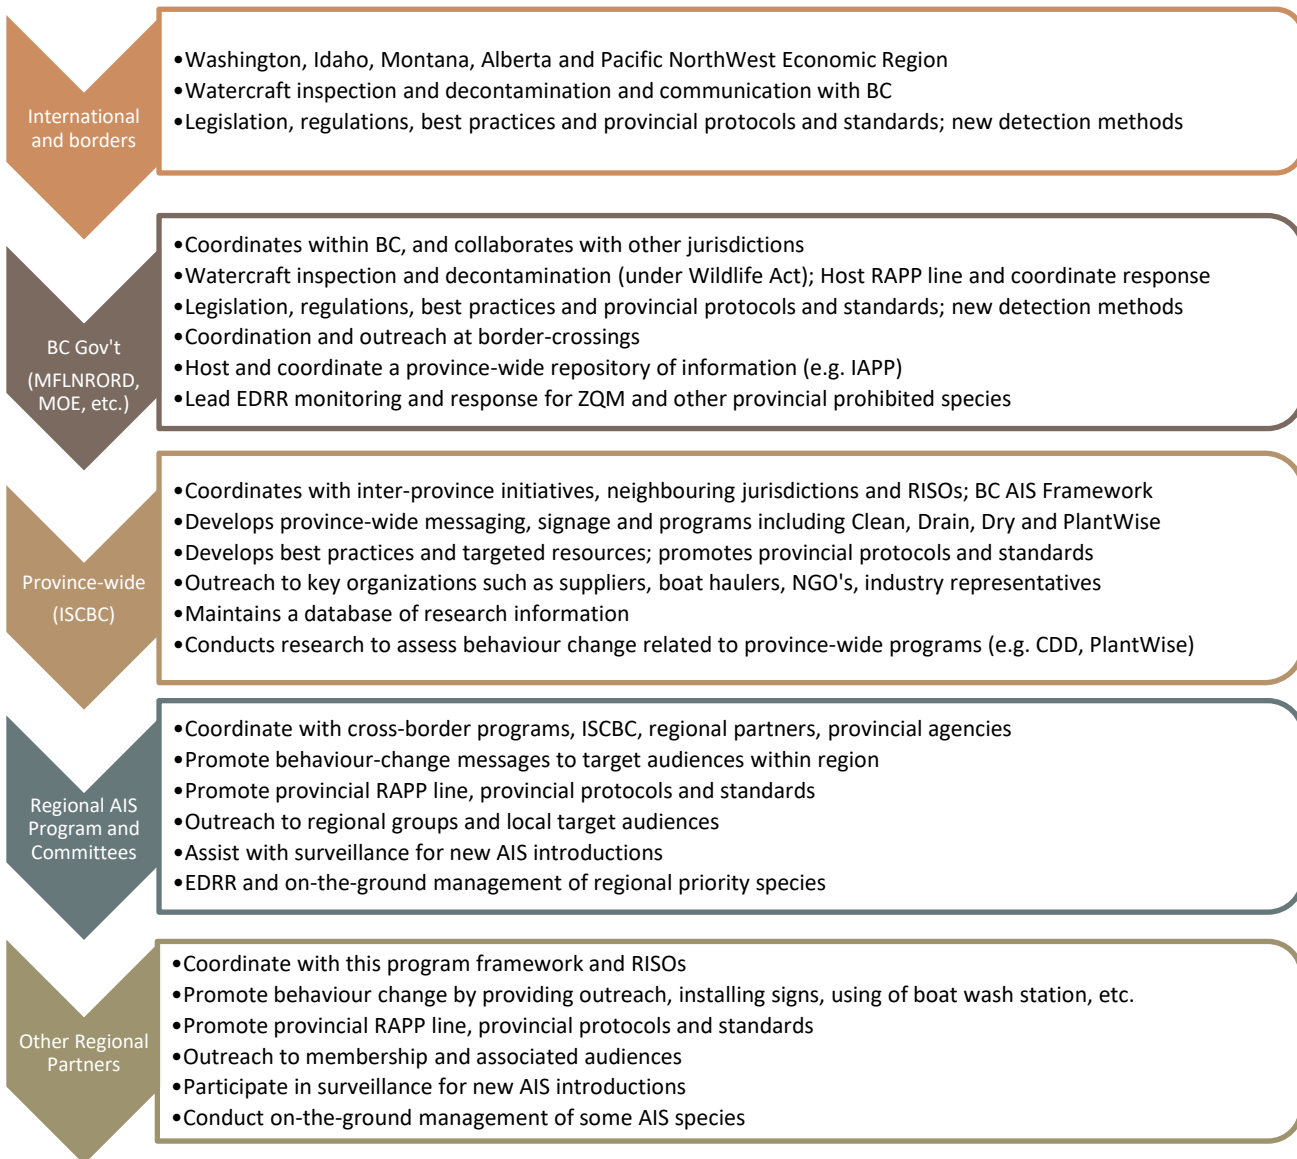 International
and borders
•Washington, Idaho, Montana, Alberta and Pacific NorthWest Economic Region
•Watercraft inspection and decontamination and communication with BC
•Legislation, regulations, best practices and provincial protocols and standards; new detection methods
BC Gov't
(MFLNRORD,
MOE, etc.)
•Coordinates within BC, and collaborates with other jurisdictions
•Watercraft inspection and decontamination (under Wildlife Act); Host RAPP line and coordinate response
•Legislation, regulations, best practices and provincial protocols and standards; new detection methods
•Coordination and outreach at border-crossings
•Host and coordinate a province-wide repository of information (e.g. IAPP)
•Lead EDRR monitoring and response for ZQM and other provincial prohibited species
Province-wide
(ISCBC)
•Coordinates with inter-province initiatives, neighbouring jurisdictions and RISOs; BC AIS Framework
•Develops province-wide messaging, signage and programs including Clean, Drain, Dry and PlantWise
•Develops best practices and targeted resources; promotes provincial protocols and standards
•Outreach to key organizations such as suppliers, boat haulers, NGO's, industry representatives
•Maintains a database of research information
•Conducts research to assess behaviour change related to province-wide programs (e.g. CDD, PlantWise)
Regional AIS
Program and
Committees
•Coordinate with cross-border programs, ISCBC, regional partners, provincial agencies
•Promote behaviour-change messages to target audiences within region
•Promote provincial RAPP line, provincial protocols and standards
•Outreach to regional groups and local target audiences
•Assist with surveillance for new AIS introductions
•EDRR and on-the-ground management of regional priority species
Other Regional
Partners
•Coordinate with this program framework and RISOs
•Promote behaviour change by providing outreach, installing signs, using of boat wash station, etc.
•Promote provincial RAPP line, provincial protocols and standards
•Outreach to membership and associated audiences
•Participate in surveillance for new AIS introductions
•Conduct on-the-ground management of some AIS species